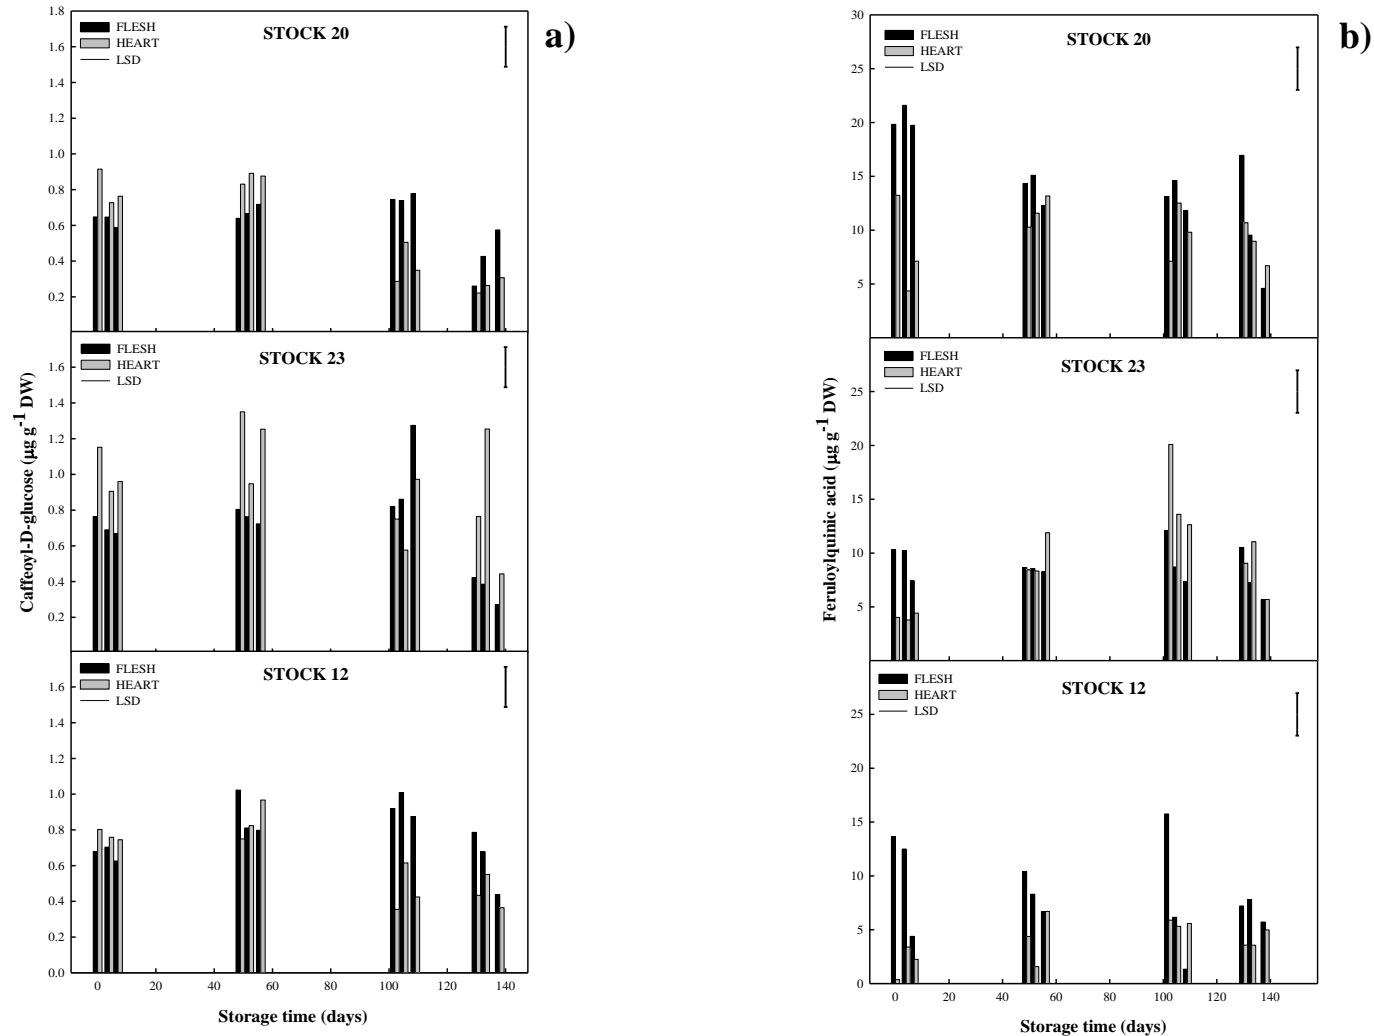 a)
Caffeoyl-D-glucose (µg g-1 DW)
1.8
1.6
1.4
1.2
1.0
0.8
0.6
0.4
0.2
FLESH
HEART
LSD
STOCK 20
1.6
1.4
1.2
1.0
0.8
0.6
0.4
0.2
FLESH
HEART
LSD
STOCK 23
1.6
1.4
1.2
1.0
0.8
0.6
0.4
0.2
0.0
FLESH
HEART
LSD
STOCK 12
0 20 40 60 80 100 120 140
Storage time (days)
b)
Feruloylquinic acid (µg g-1 DW)
30
25
20
15
10
5
FLESH
HEART
LSD
STOCK 20
25
20
15
10
5
FLESH
HEART
LSD
STOCK 23
25
20
15
10
5
0
FLESH
HEART
LSD
STOCK 12
0 20 40 60 80 100 120 140
Storage time (days)